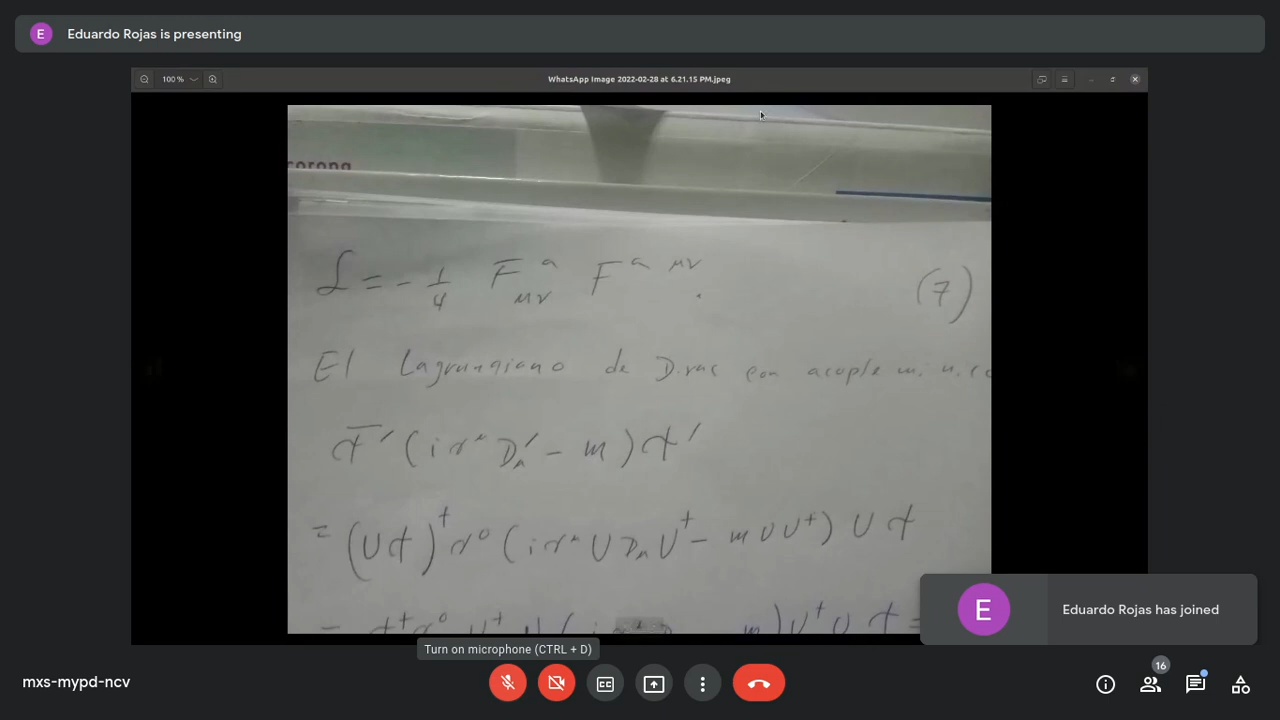 E
Eduardo Rojas is presenting
100 %
WhatsApp Image 2022-02-28 at 6.21.15 PM.jpeg
corona
ℒ = - 1/4 F^a_μν F^a μν. (7)
El Lagrangiano de Dirac con acople mínico
ψ̄′ (iγ^μ D′_μ - m) ψ′
= (Uψ)^† γ^0 (iγ^μ U D_μ U^† - m U U^†) U ψ
E
Eduardo Rojas has joined
Turn on microphone (CTRL + D)
mxs-mypd-ncv
16